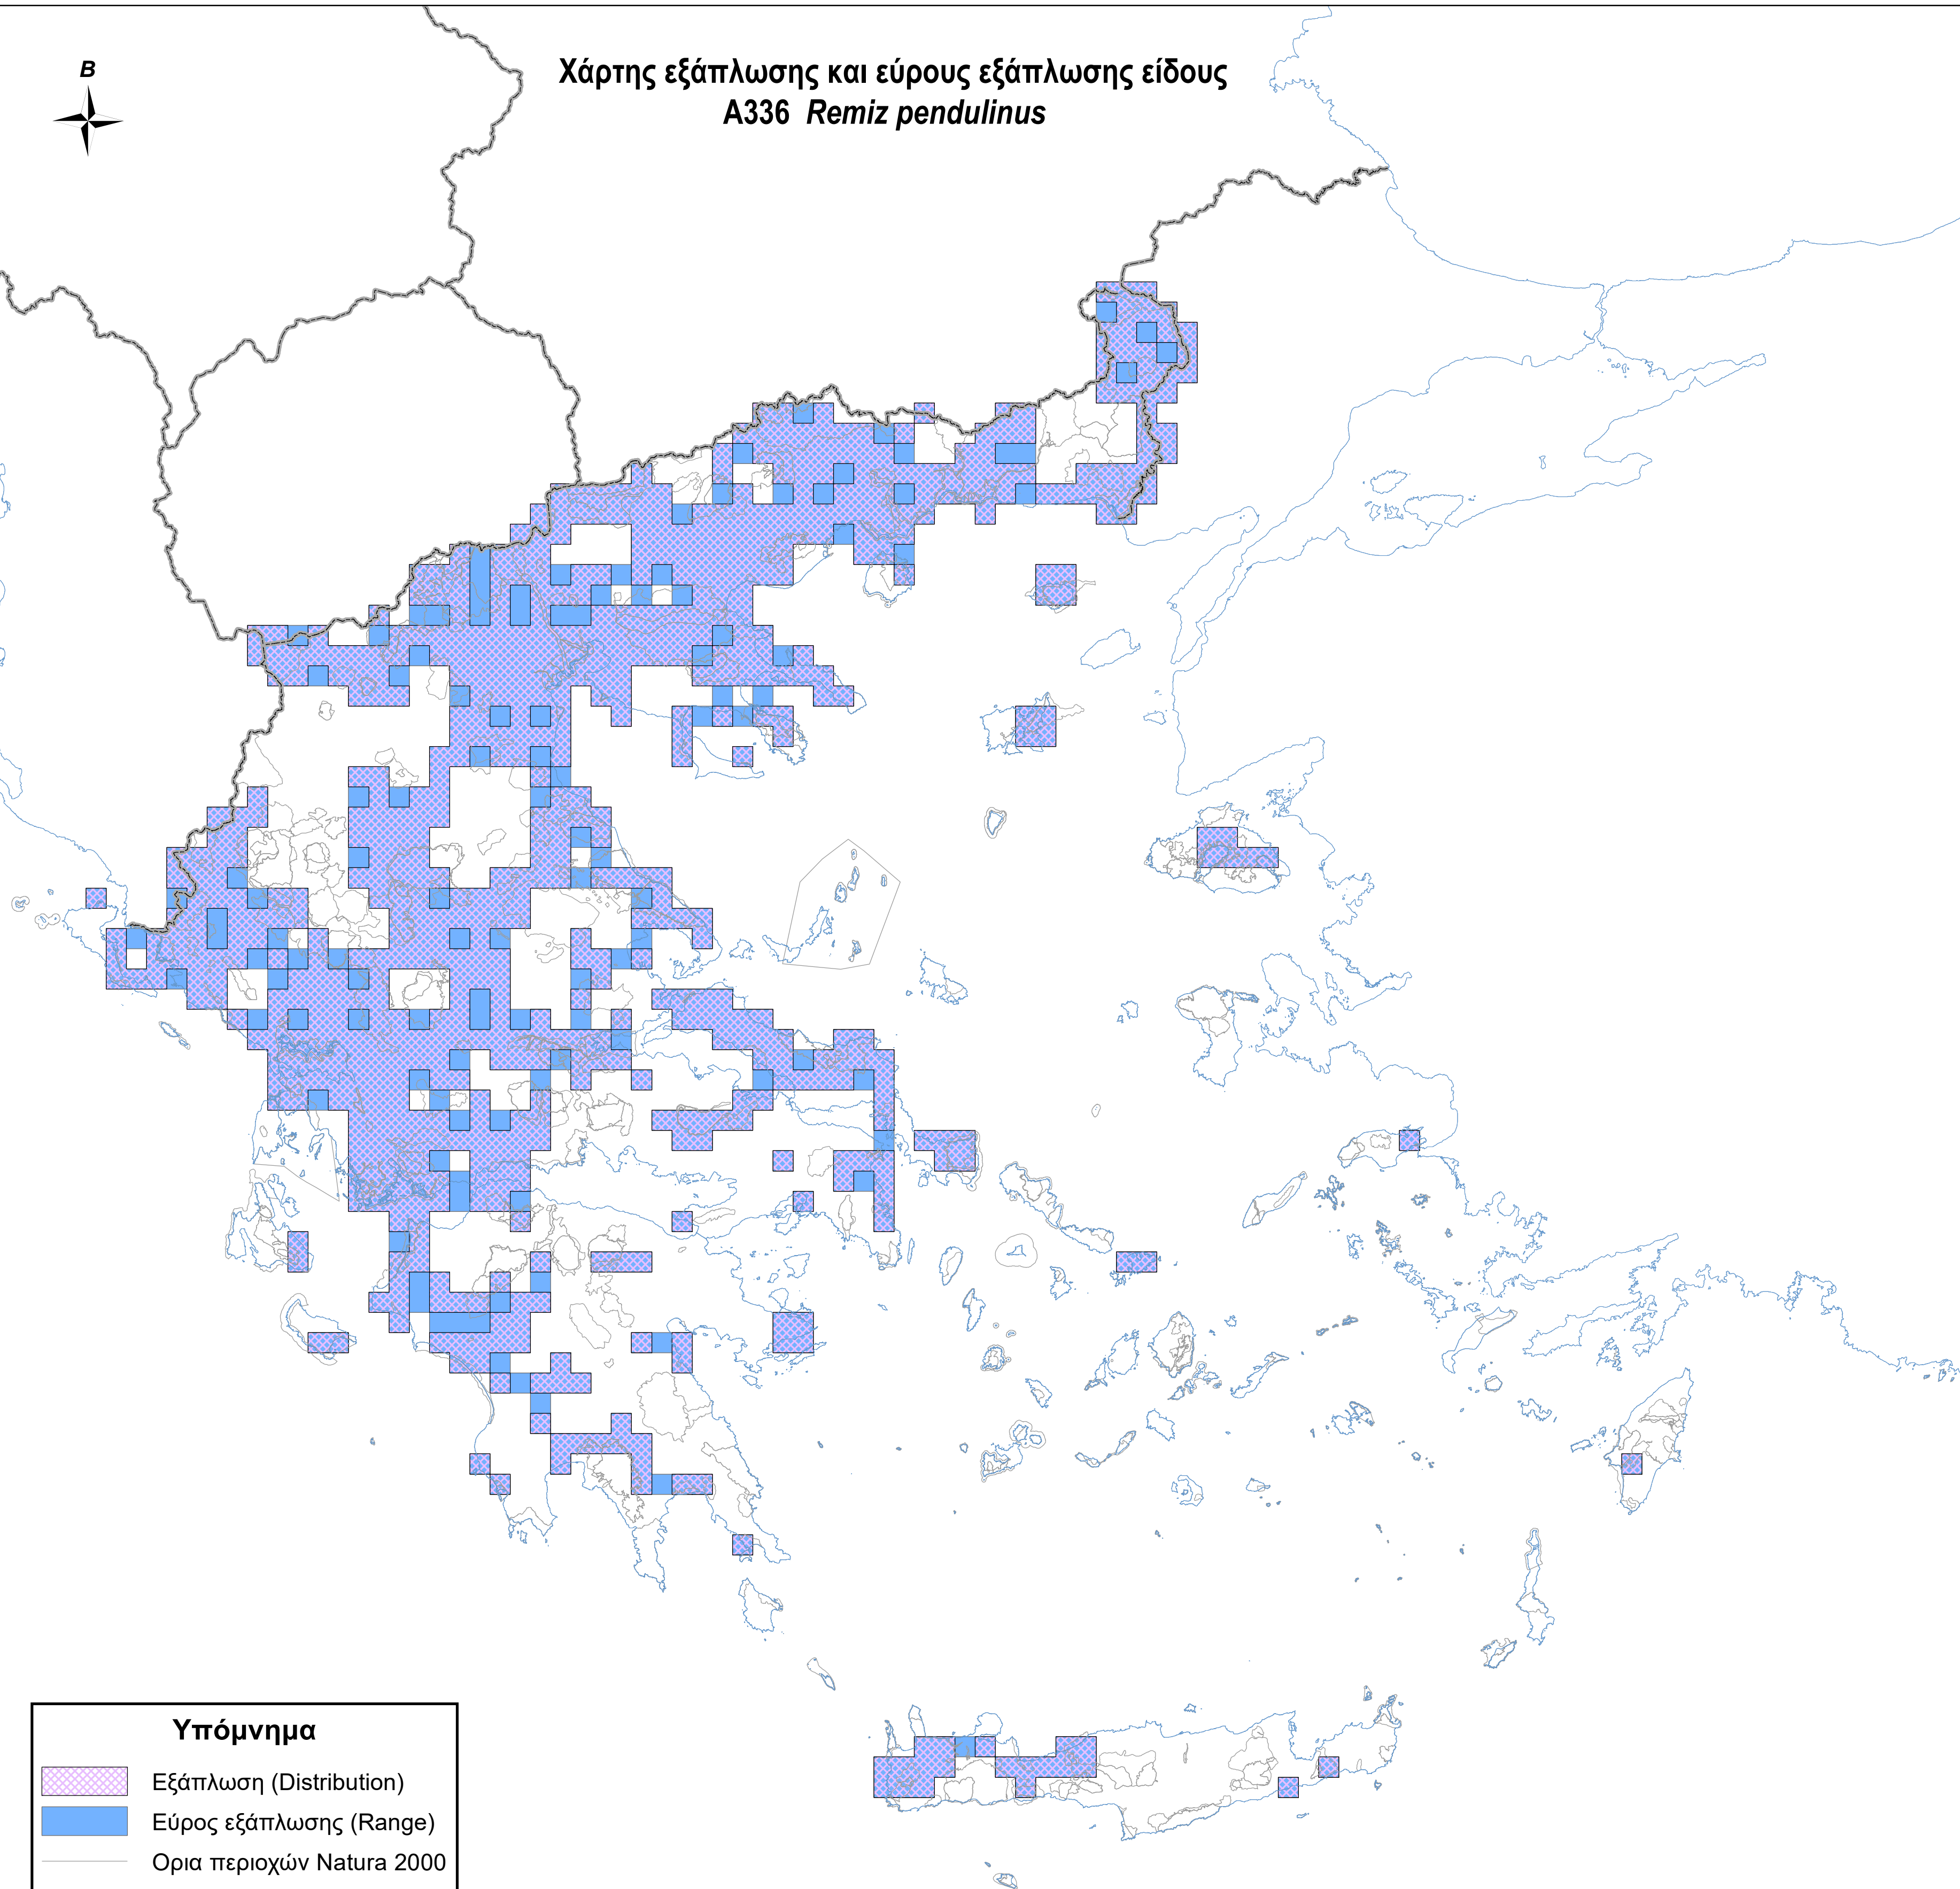 Β
Χάρτης εξάπλωσης και εύρους εξάπλωσης είδους
A336 Remiz pendulinus
Υπόμνημα
Εξάπλωση (Distribution)
Εύρος εξάπλωσης (Range)
Ορια περιοχών Natura 2000